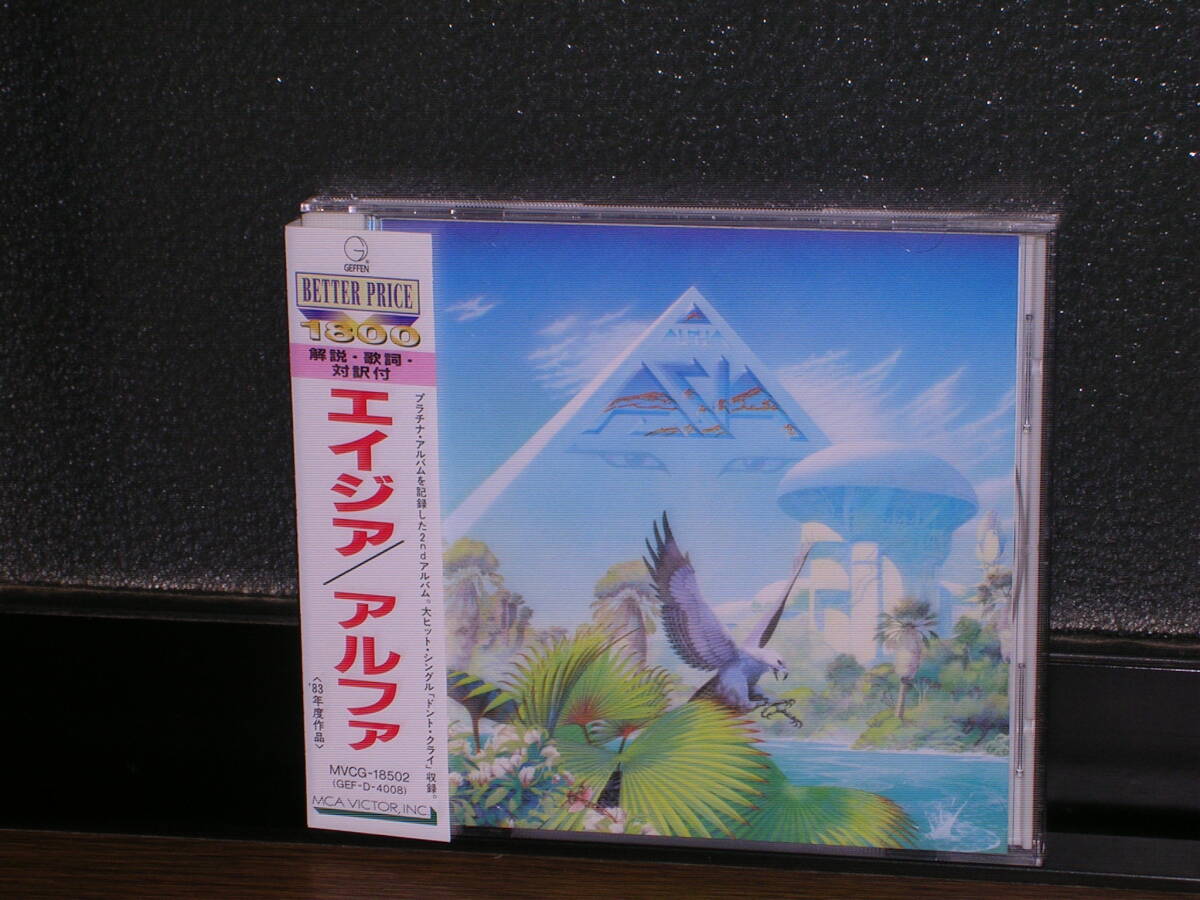 GEFFEN
BETTER PRICE
1800
解説・歌詞・
対訳付
エイジア/アルファ
プラチナ・アルバムを記録した2ndアルバム。大ヒット・シングル「ドント・クライ」収録。
〈'83年度作品〉
MVCG-18502
(GEF-D-4008)
MCA VICTOR, INC
ALPHA
ASIA